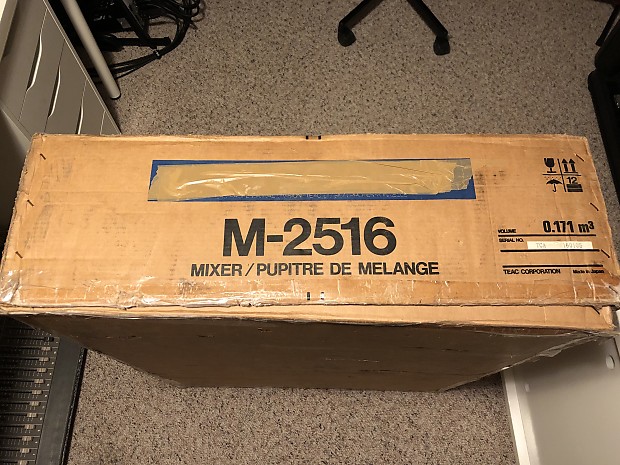 M-2516
MIXER/PUPITRE DE MELANGE
12
VOLUME 0.171 m³
SERIAL NO.
TEAC CORPORATION Made in Japan